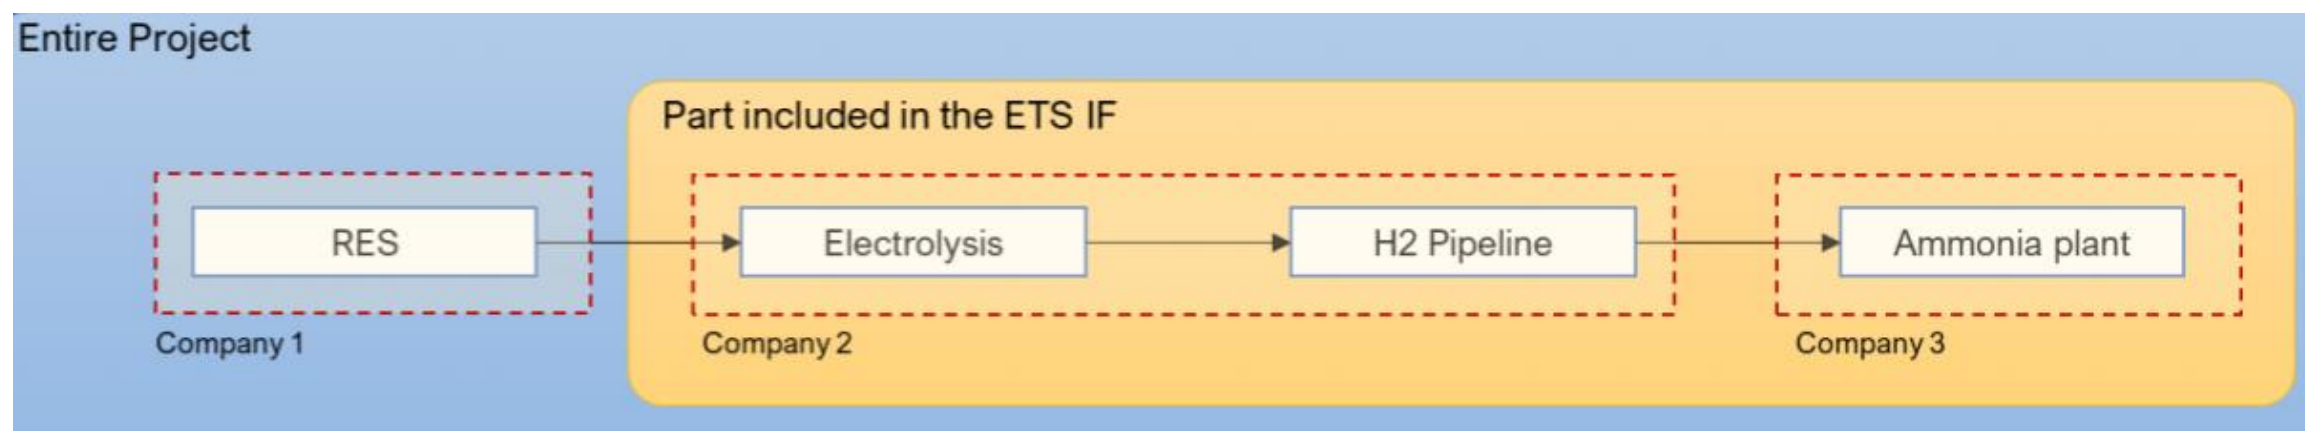 Entire Project
Part included in the ETS IF
RES
Electrolysis
H2 Pipeline
Ammonia plant
Company 1
Company 2
Company 3